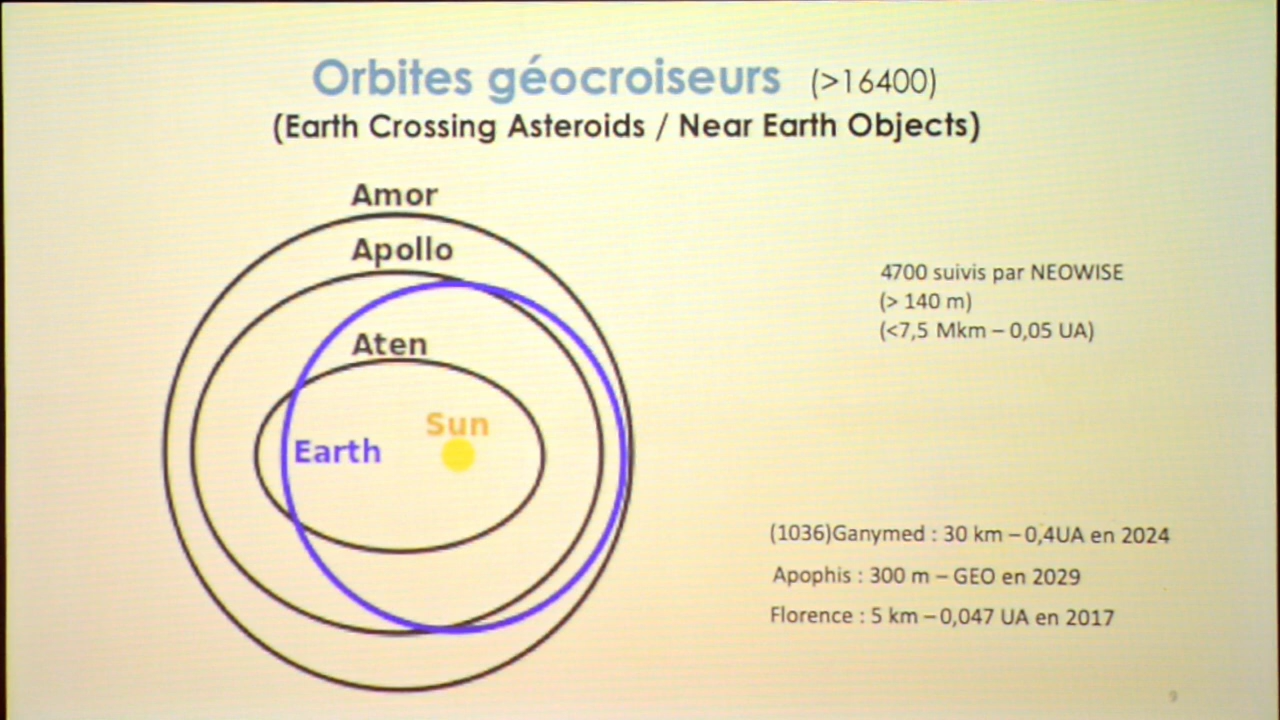 Orbites géocroiseurs (>16400)
(Earth Crossing Asteroids / Near Earth Objects)
Amor
Apollo
Aten
Sun
Earth
4700 suivis par NEOWISE
(> 140 m)
(<7,5 Mkm – 0,05 UA)
(1036)Ganymed : 30 km – 0,4UA en 2024
Apophis : 300 m – GEO en 2029
Florence : 5 km – 0,047 UA en 2017
9